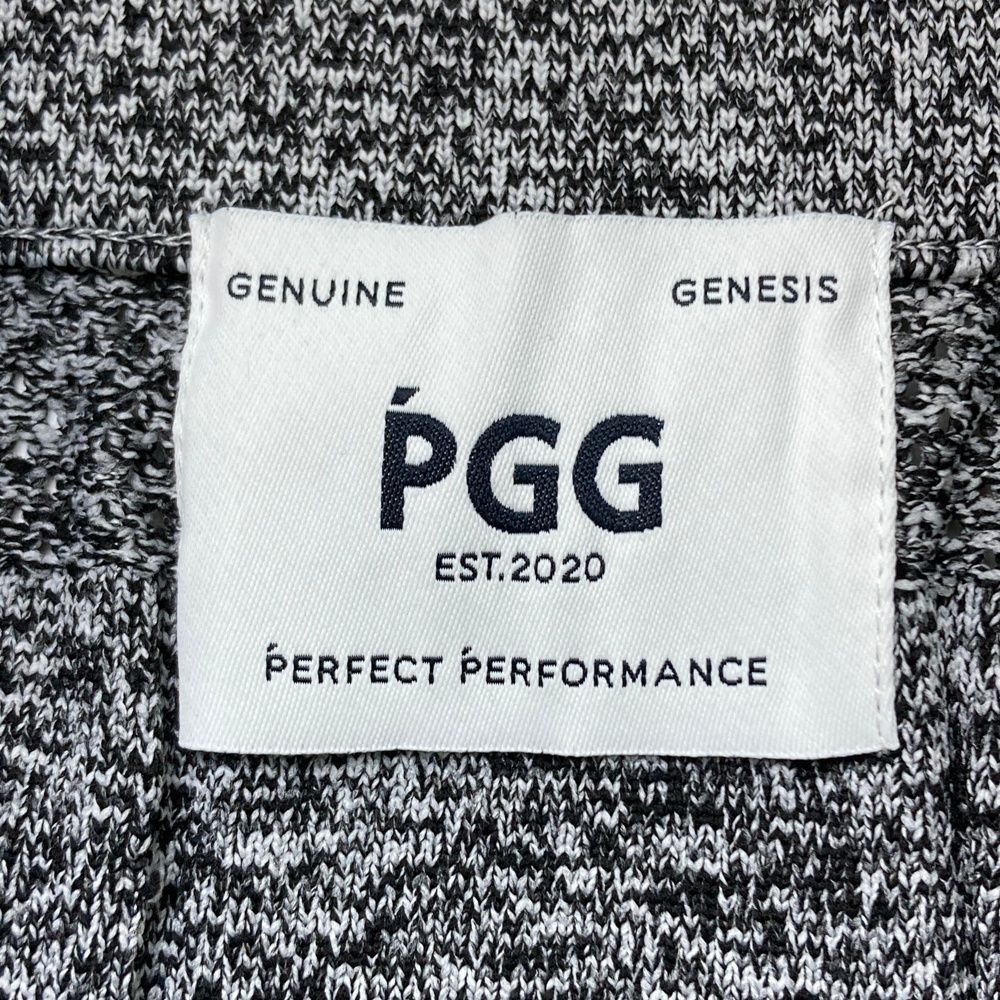 GENUINE GENESIS
ṔGG
EST.2020
ṔERFECT ṔERFORMANCE